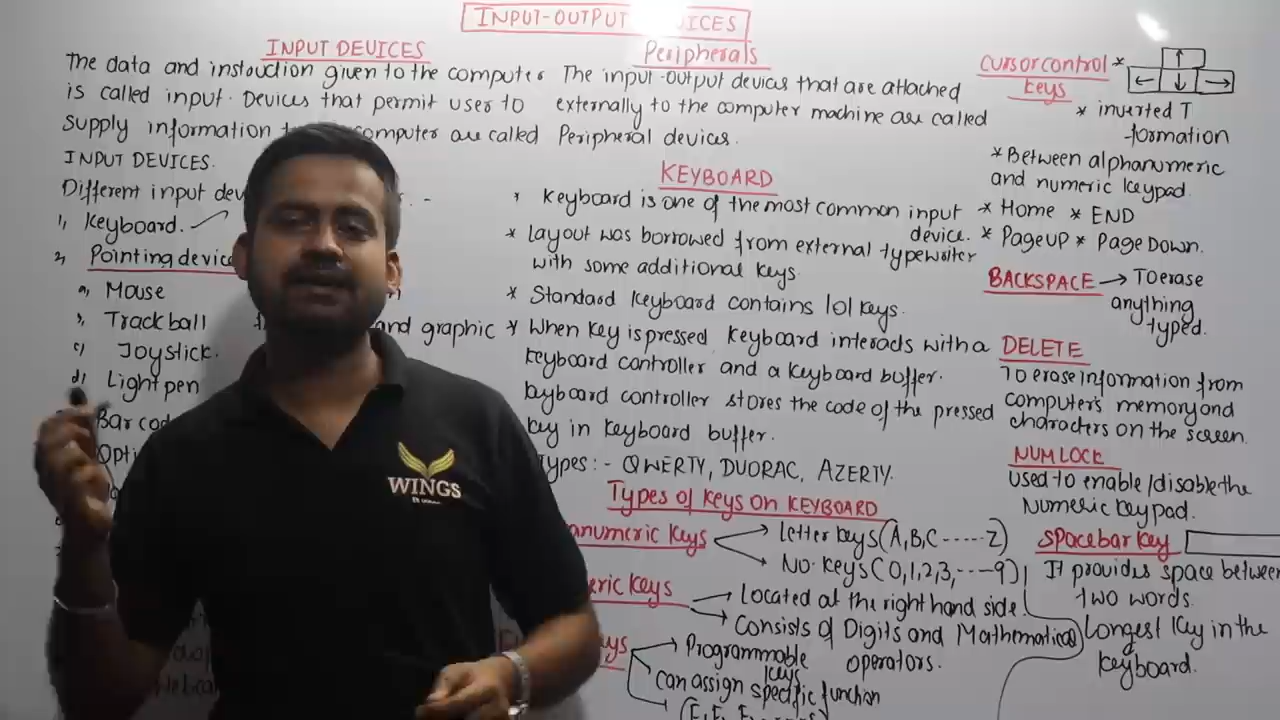 INPUT-OUTPUT
INPUT DEVICES
The data and instouction given to the computer
is called input. Devices that permit user to
supply information computer are called
INPUT DEVICES.
Different input
1, Keyboard.
2, Pointing
a, Mouse
Track ball
and graphic
c, Joystick.
d, Light pen
Bar
Peripherals
The input-output devices that are attached
externally to the computer machine are called
Peripheral devices.
KEYBOARD
* Keyboard is one of the most common input
device.
* layout was borrowed from external typewriter
with some additional keys
* Standard Keyboard contains 101 keys.
* When key is pressed Keyboard interacts with a
keyboard controller and a keyboard buffer.
keyboard controller stores the code of the pressed
key in keyboard buffer.
Types:- QWERTY, DVORAC, AZERTY.
Types of Keys on KEYBOARD
Keys → Letter keys (A, B, C ----- Z)
→ No. Keys (0, 1, 2, 3, ---- 9)
Keys → Located at the right hand side.
→ Consists of Digits and Mathematical
operators.
→ Programmable
keys
can assign specific function
cursor control *
Keys
← ↑ ↓ →
* inverted T
formation
* Between alphanumeric
and numeric keypad.
* Home * END
* PageUP * Page Down.
BACKSPACE → To erase
anything
typed.
DELETE
To erase information from
computer's memory and
characters on the screen.
NUM LOCK
used to enable/disable the
Numeric keypad.
Spacebar key
It provides space between
two words.
Longest key in the
keyboard.
WINGS